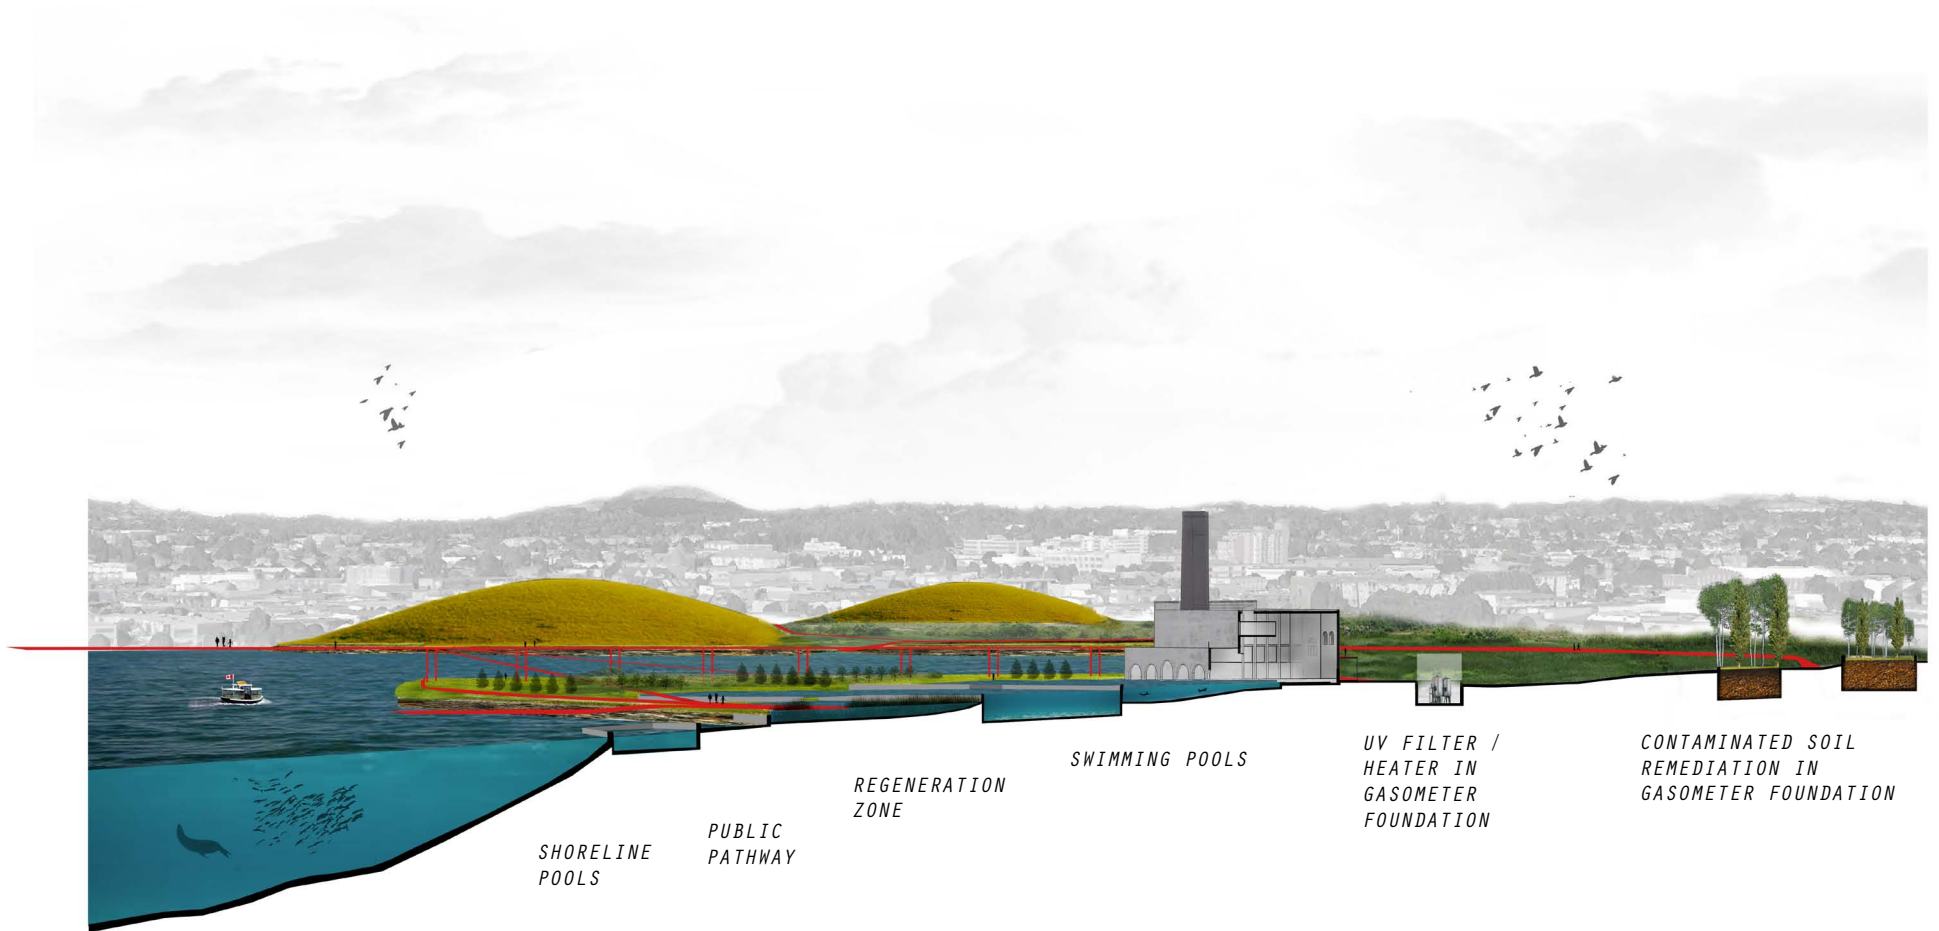 SHORELINE
POOLS
PUBLIC
PATHWAY
REGENERATION
ZONE
SWIMMING POOLS
UV FILTER /
HEATER IN
GASOMETER
FOUNDATION
CONTAMINATED SOIL
REMEDIATION IN
GASOMETER FOUNDATION